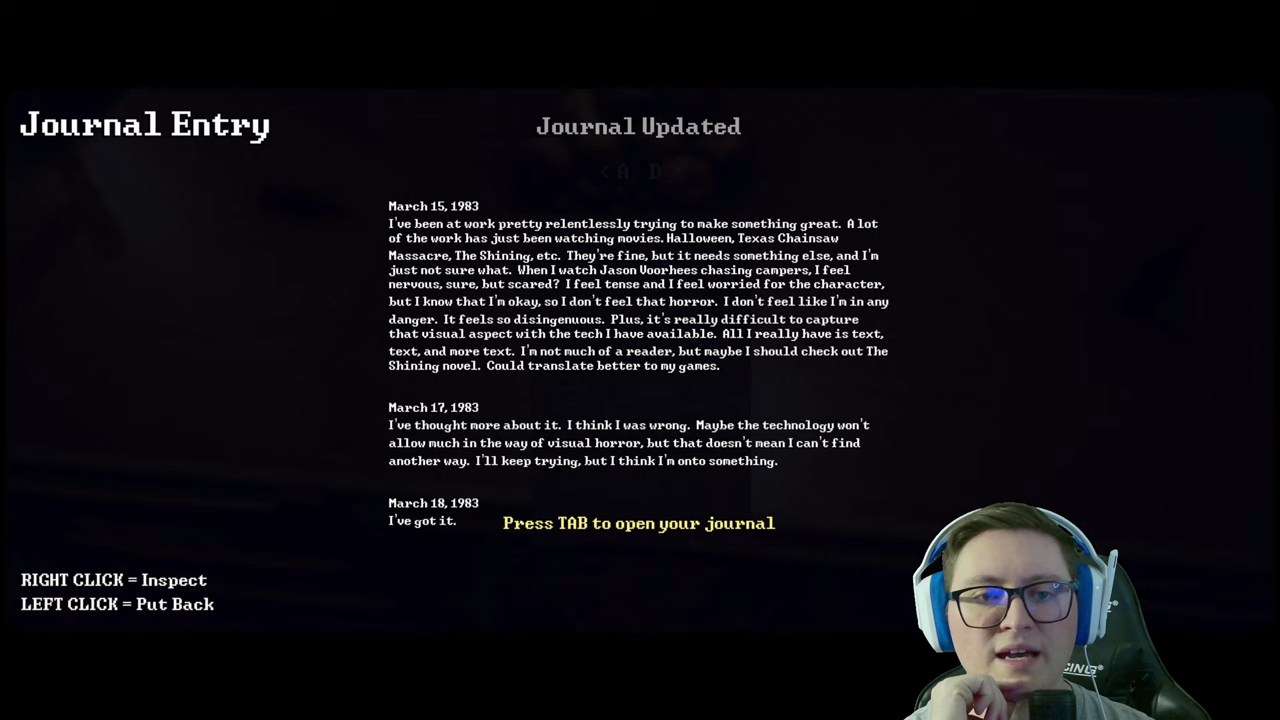 Journal Entry
Journal Updated
< A D
March 15, 1983
I've been at work pretty relentlessly trying to make something great. A lot
of the work has just been watching movies. Halloween, Texas Chainsaw
Massacre, The Shining, etc. They're fine, but it needs something else, and I'm
just not sure what. When I watch Jason Voorhees chasing campers, I feel
nervous, sure, but scared? I feel tense and I feel worried for the character,
but I know that I'm okay, so I don't feel that horror. I don't feel like I'm in any
danger. It feels so disingenuous. Plus, it's really difficult to capture
that visual aspect with the tech I have available. All I really have is text,
text, and more text. I'm not much of a reader, but maybe I should check out The
Shining novel. Could translate better to my games.
March 17, 1983
I've thought more about it. I think I was wrong. Maybe the technology won't
allow much in the way of visual horror, but that doesn't mean I can't find
another way. I'll keep trying, but I think I'm onto something.
March 18, 1983
I've got it.
Press TAB to open your journal
RIGHT CLICK = Inspect
LEFT CLICK = Put Back